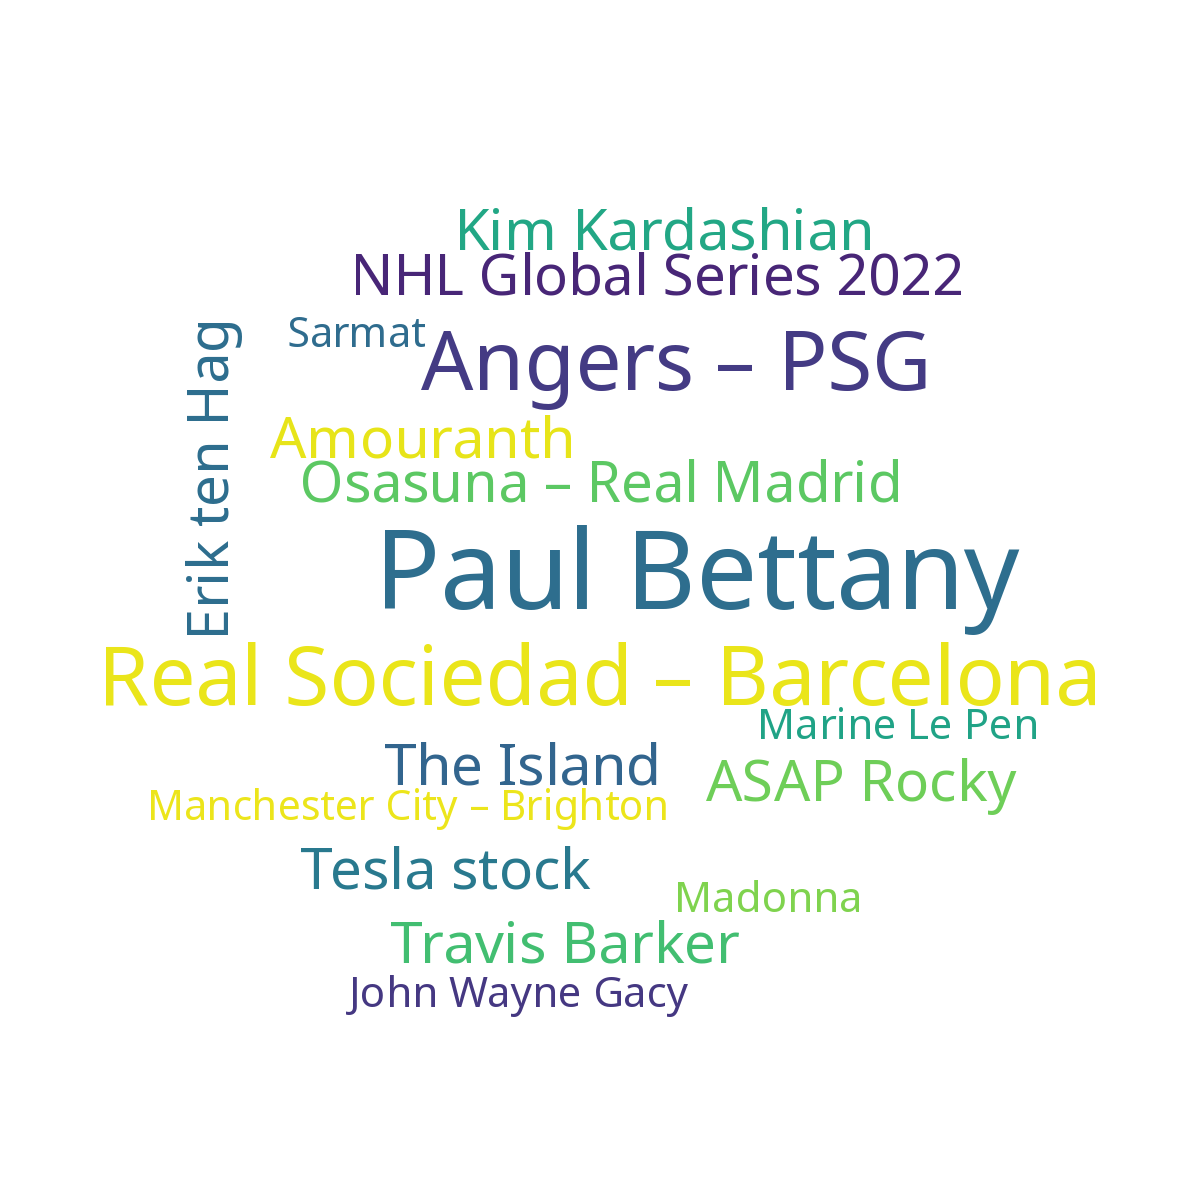 Kim Kardashian
NHL Global Series 2022
Sarmat
Angers – PSG
Erik ten Hag
Amouranth
Osasuna – Real Madrid
Paul Bettany
Real Sociedad – Barcelona
Marine Le Pen
The Island
ASAP Rocky
Manchester City – Brighton
Tesla stock
Madonna
Travis Barker
John Wayne Gacy